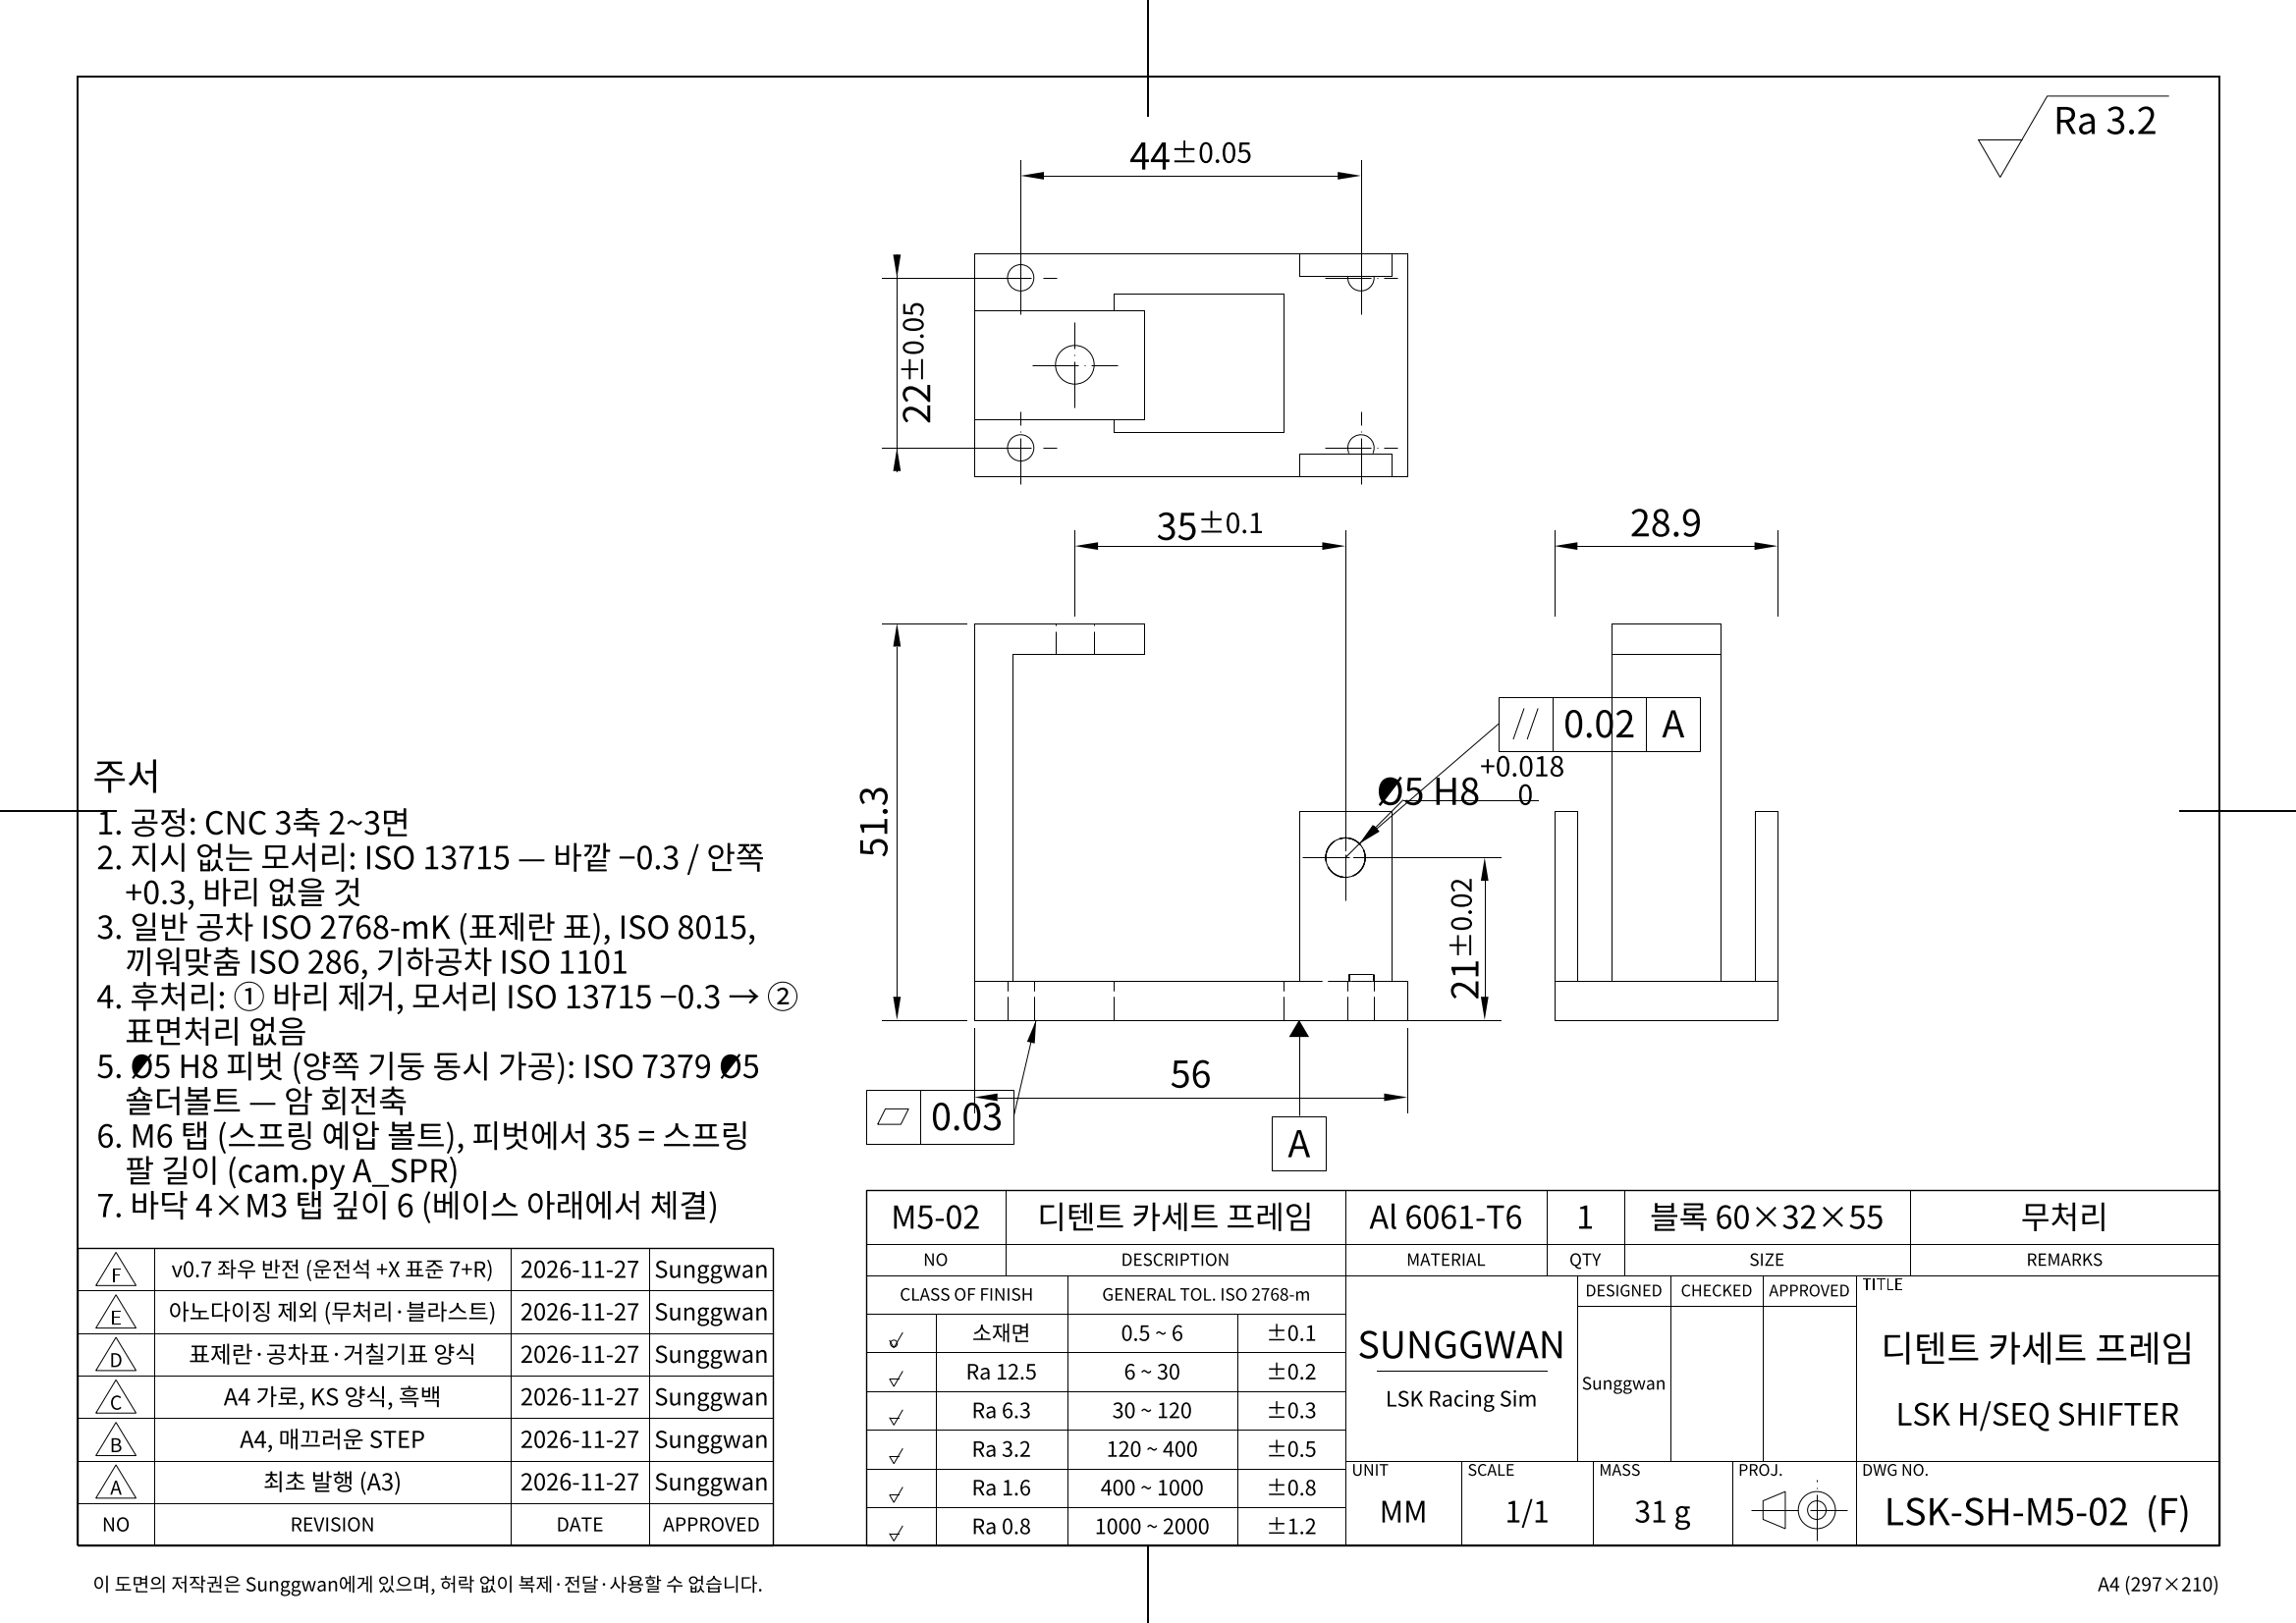 Ra 3.2
44±0.05
22±0.05
35±0.1
28.9
51.3
// 0.02 A
Ø5 H8 +0.018 0
21±0.02
56
0.03
A
주서
1. 공정: CNC 3축 2~3면
2. 지시 없는 모서리: ISO 13715 — 바깥 −0.3 / 안쪽
+0.3, 바리 없을 것
3. 일반 공차 ISO 2768-mK (표제란 표), ISO 8015,
끼워맞춤 ISO 286, 기하공차 ISO 1101
4. 후처리: ① 바리 제거, 모서리 ISO 13715 −0.3 → ②
표면처리 없음
5. Ø5 H8 피벗 (양쪽 기둥 동시 가공): ISO 7379 Ø5
숄더볼트 — 암 회전축
6. M6 탭 (스프링 예압 볼트), 피벗에서 35 = 스프링
팔 길이 (cam.py A_SPR)
7. 바닥 4×M3 탭 깊이 6 (베이스 아래에서 체결)
F v0.7 좌우 반전 (운전석 +X 표준 7+R) 2026-11-27 Sunggwan
E 아노다이징 제외 (무처리·블라스트) 2026-11-27 Sunggwan
D 표제란·공차표·거칠기표 양식 2026-11-27 Sunggwan
C A4 가로, KS 양식, 흑백 2026-11-27 Sunggwan
B A4, 매끄러운 STEP 2026-11-27 Sunggwan
A 최초 발행 (A3) 2026-11-27 Sunggwan
NO REVISION DATE APPROVED
M5-02 디텐트 카세트 프레임 Al 6061-T6 1 블록 60×32×55 무처리
NO DESCRIPTION MATERIAL QTY SIZE REMARKS
CLASS OF FINISH GENERAL TOL. ISO 2768-m
소재면 0.5 ~ 6 ±0.1
Ra 12.5 6 ~ 30 ±0.2
Ra 6.3 30 ~ 120 ±0.3
Ra 3.2 120 ~ 400 ±0.5
Ra 1.6 400 ~ 1000 ±0.8
Ra 0.8 1000 ~ 2000 ±1.2
SUNGGWAN
LSK Racing Sim
DESIGNED CHECKED APPROVED
Sunggwan
TITLE
디텐트 카세트 프레임
LSK H/SEQ SHIFTER
UNIT SCALE MASS PROJ. DWG NO.
MM 1/1 31 g LSK-SH-M5-02 (F)
이 도면의 저작권은 Sunggwan에게 있으며, 허락 없이 복제·전달·사용할 수 없습니다.
A4 (297×210)